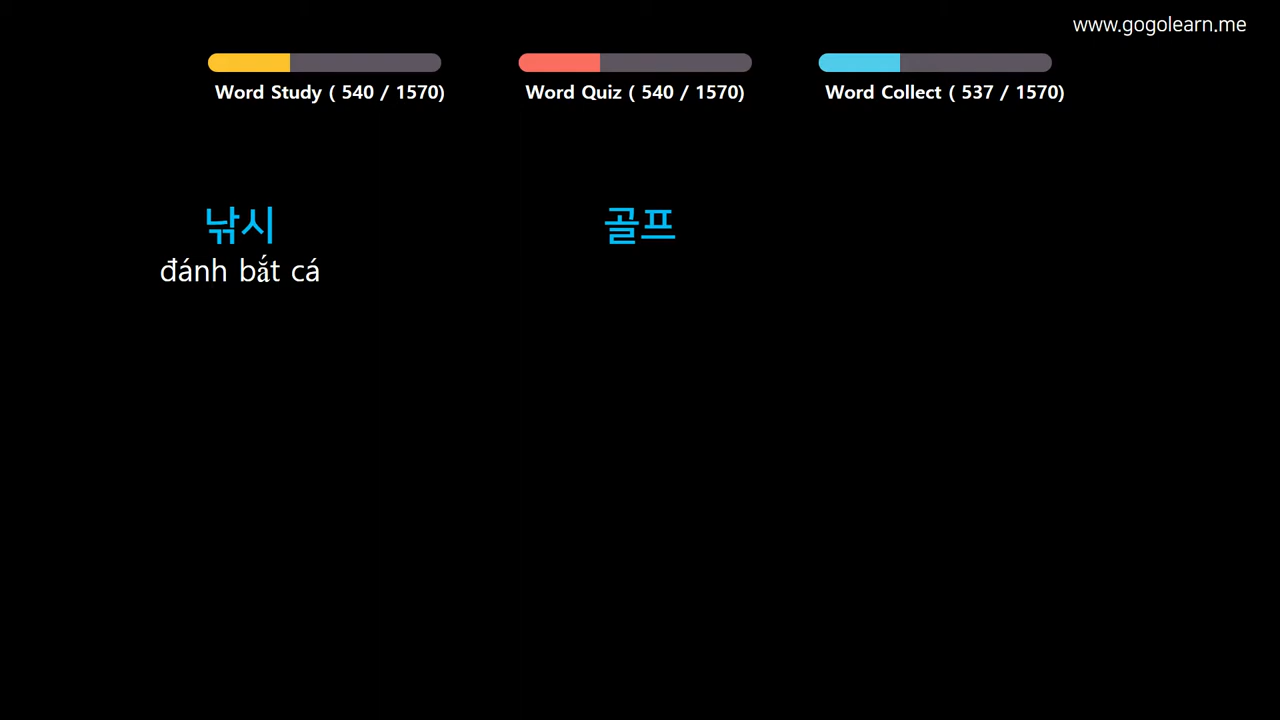 www.gogolearn.me
Word Study ( 540 / 1570)
Word Quiz ( 540 / 1570)
Word Collect ( 537 / 1570)
낚시
đánh bắt cá
골프